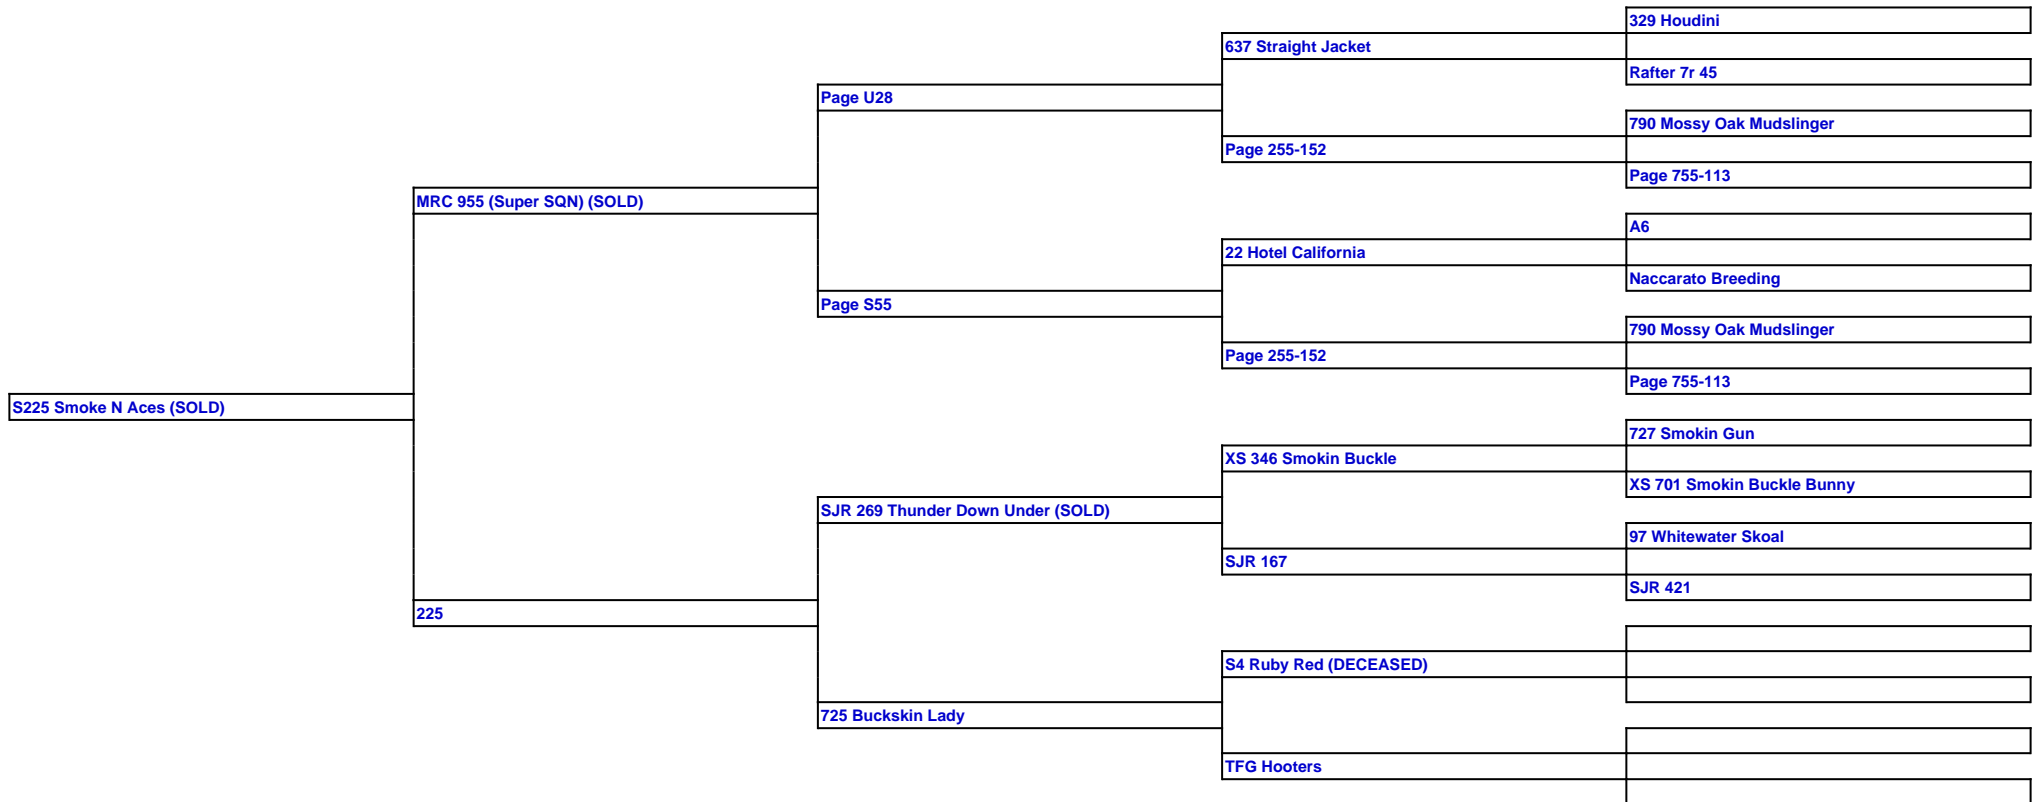 329 Houdini
637 Straight Jacket
Rafter 7r 45
Page U28
790 Mossy Oak Mudslinger
Page 255-152
Page 755-113
MRC 955 (Super SQN) (SOLD)
A6
22 Hotel California
Naccarato Breeding
Page S55
790 Mossy Oak Mudslinger
Page 255-152
Page 755-113
S225 Smoke N Aces (SOLD)
727 Smokin Gun
XS 346 Smokin Buckle
XS 701 Smokin Buckle Bunny
SJR 269 Thunder Down Under (SOLD)
97 Whitewater Skoal
SJR 167
SJR 421
225
S4 Ruby Red (DECEASED)
725 Buckskin Lady
TFG Hooters